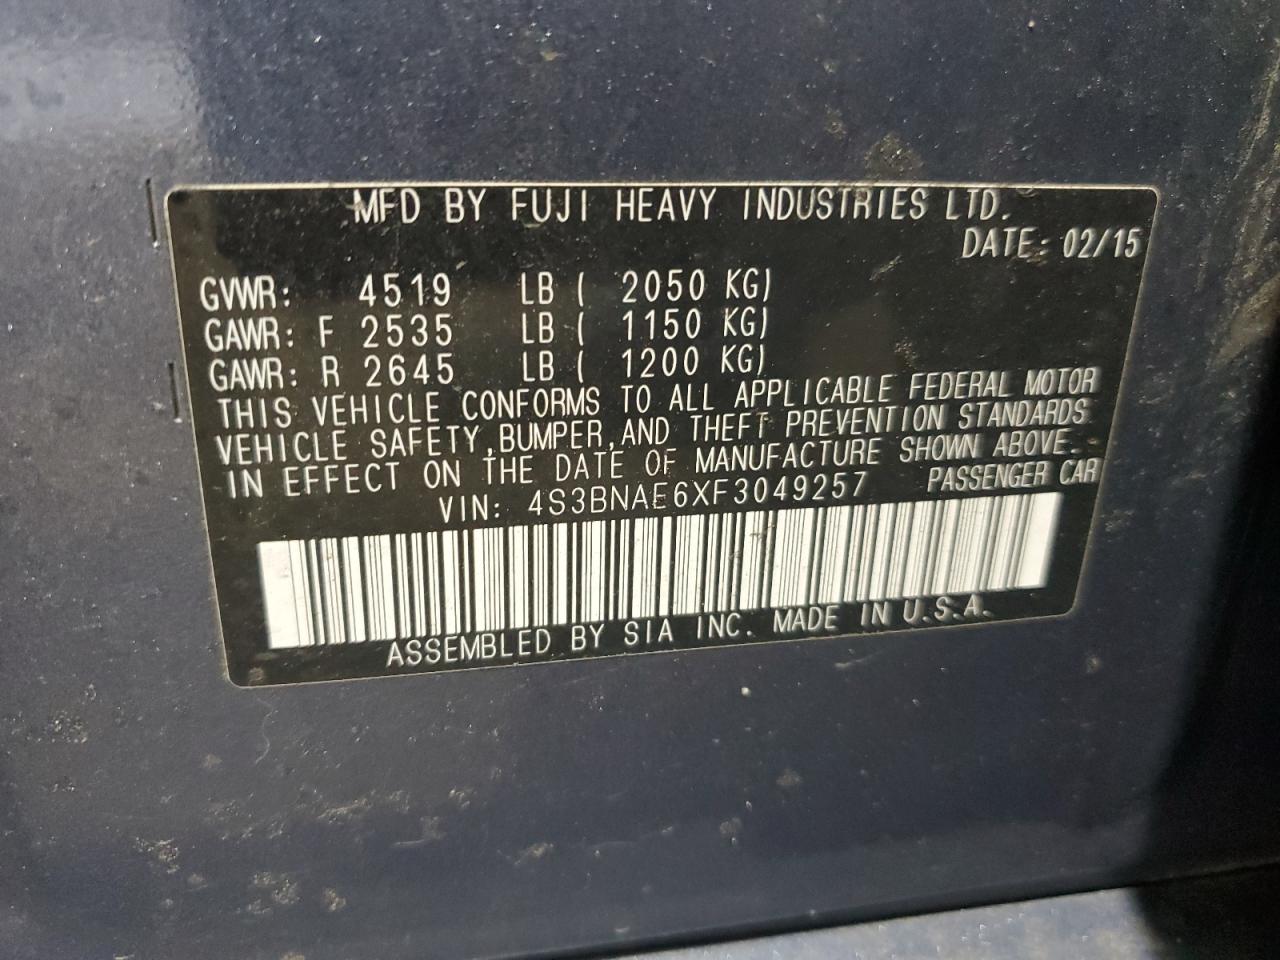 MFD BY FUJI HEAVY INDUSTRIES LTD.
DATE: 02/15
GVWR: 4519 LB ( 2050 KG)
GAWR: F 2535 LB ( 1150 KG)
GAWR: R 2645 LB ( 1200 KG)
THIS VEHICLE CONFORMS TO ALL APPLICABLE FEDERAL MOTOR
VEHICLE SAFETY, BUMPER, AND THEFT PREVENTION STANDARDS
IN EFFECT ON THE DATE OF MANUFACTURE SHOWN ABOVE.
VIN: 4S3BNAE6XF3049257 PASSENGER CAR
ASSEMBLED BY SIA INC. MADE IN U.S.A.